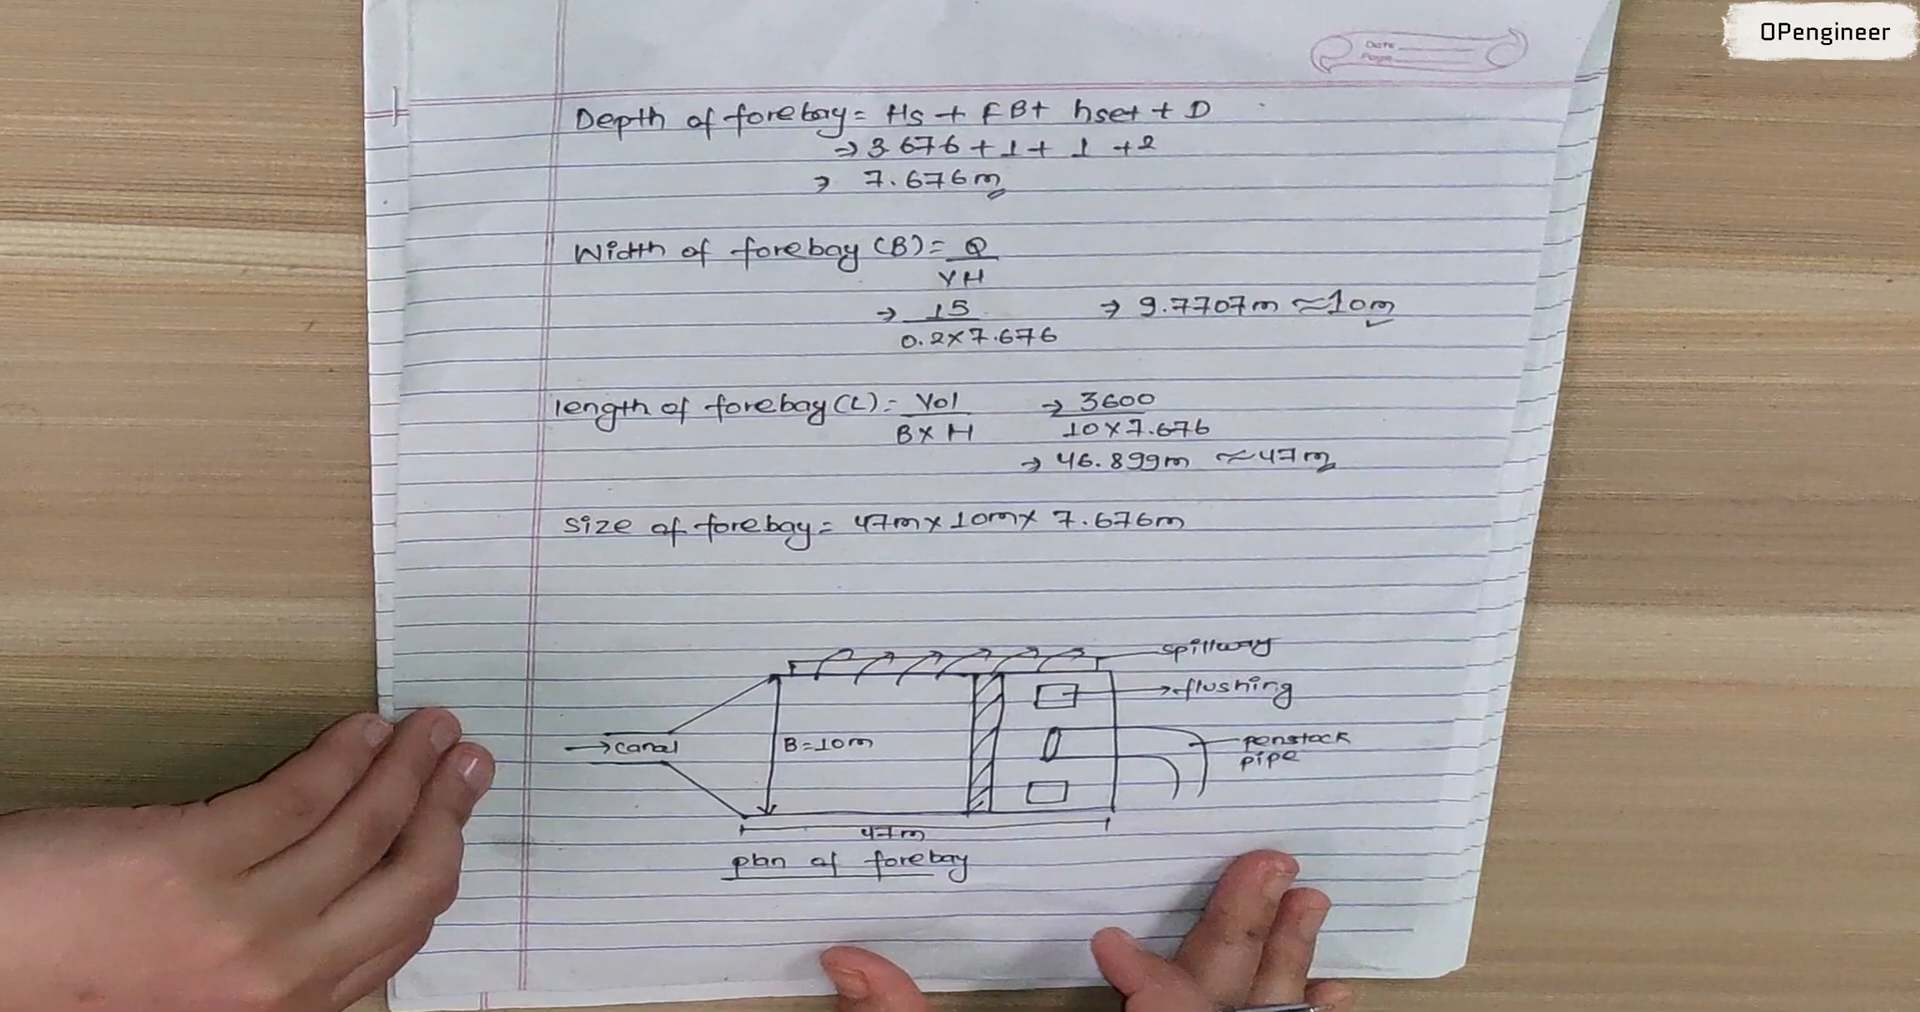 OPengineer
Date
Page
Depth of forebay = Hs + FB + hset + D
→ 3.676 + 1 + 1 + 2
→ 7.676m
Width of forebay (B) = Q
VH
→ 15 → 9.7707m ≈ 10m
0.2×7.676
length of forebay (L) = Vol → 3600
B×H 10×7.676
→ 46.899m ≈ 47m
size of forebay = 47m × 10m × 7.676m
spillway
→ flushing
→ canal
B = 10m
penstock
pipe
47m
plan of forebay